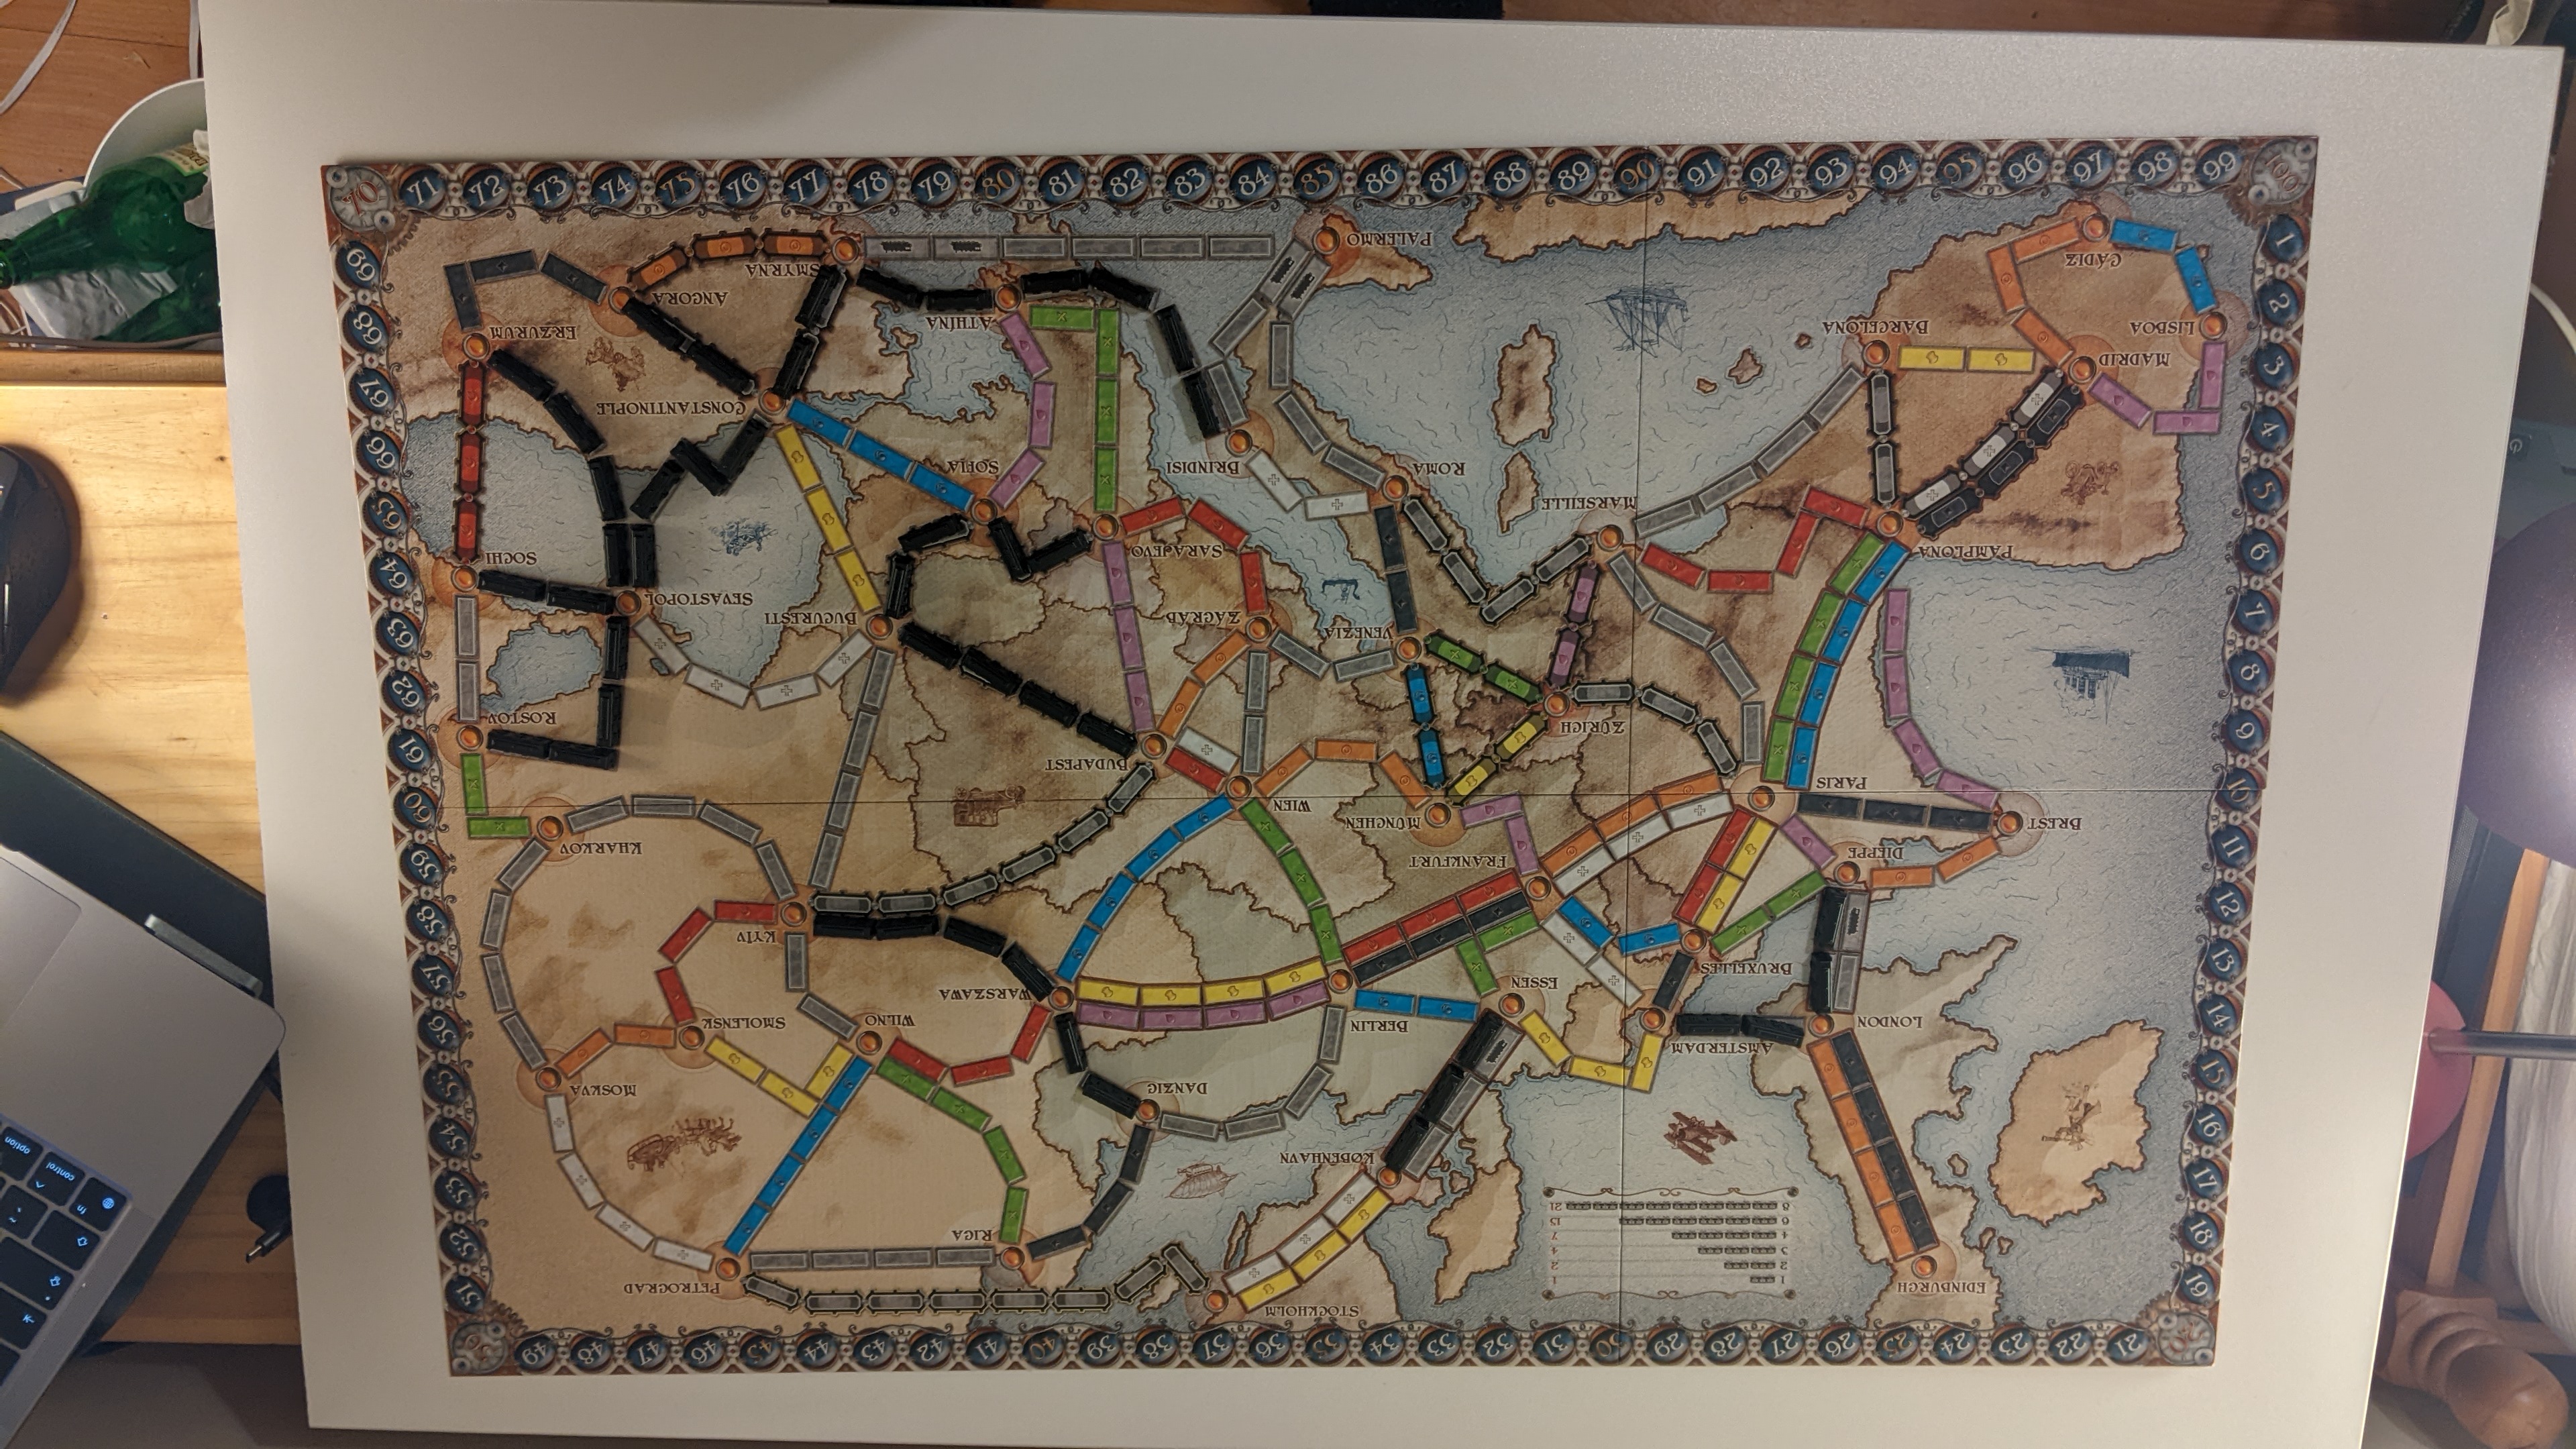 70 71 72 73 74 75 76 77 78 79 80 81 82 83 84 85 86 87 88 89 90 91 92 93 94 95 96 97 98 99 100
69
68
67
66
65
64
63
62
61
60
59
58
57
56
55
54
53
52
51
49 48 47 46 45 44 43 42 41 40 39 38 37 36 35 34 33 32 31 30 29 28 27 26 25 24 23 22 21
1
2
3
4
5
6
7
8
9
10
11
12
13
14
15
16
17
18
19
EDINBURGH
STOCKHOLM
PETROGRAD
RIGA
KØBENHAVN
DANZIG
MOSKVA
SMOLENSK
WILNO
LONDON
AMSTERDAM
ESSEN
BERLIN
WARSZAWA
BRUXELLES
KYIV
DIEPPE
FRANKFURT
KHARKOV
BREST
PARIS
MÜNCHEN
WIEN
BUDAPEST
ZÜRICH
ROSTOV
VENEZIA
ZAGRAB
BUCURESTI
SEVASTOPOL
SOCHI
PAMPLONA
MARSEILLE
SARAJEVO
ROMA
BRINDISI
SOFIA
CONSTANTINOPLE
MADRID
LISBOA
BARCELONA
ERZURUM
ATHINA
ANGORA
SMYRNA
PALERMO
CADIZ
8 21
6 15
4 7
3 4
2 2
1 1
option
control
fn